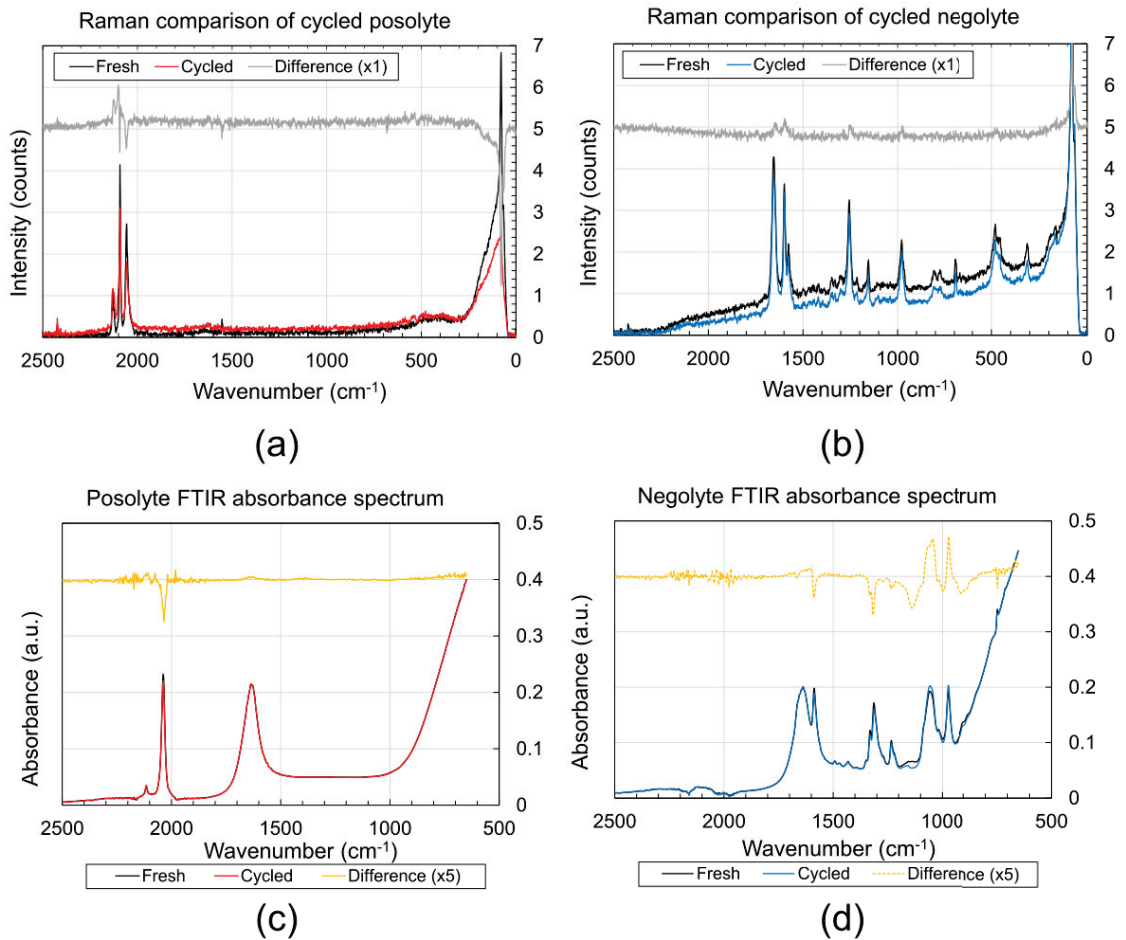 Raman comparison of cycled posolyte
Fresh Cycled Difference (x1)
7
6
5
4
3
2
1
0
Intensity (counts)
2500 2000 1500 1000 500 0
Wavenumber (cm-1)
(a)
Raman comparison of cycled negolyte
Fresh Cycled Difference (x1)
7
6
5
4
3
2
1
0
Intensity (counts)
2500 2000 1500 1000 500 0
Wavenumber (cm-1)
(b)
Posolyte FTIR absorbance spectrum
0.5
0.4
0.3
0.2
0.1
0
Absorbance (a.u.)
2500 2000 1500 1000 500
Wavenumber (cm-1)
Fresh Cycled Difference (x5)
(c)
Negolyte FTIR absorbance spectrum
0.5
0.4
0.3
0.2
0.1
0
Absorbance (a.u.)
2500 2000 1500 1000 500
Wavenumber (cm-1)
Fresh Cycled Difference (x5)
(d)